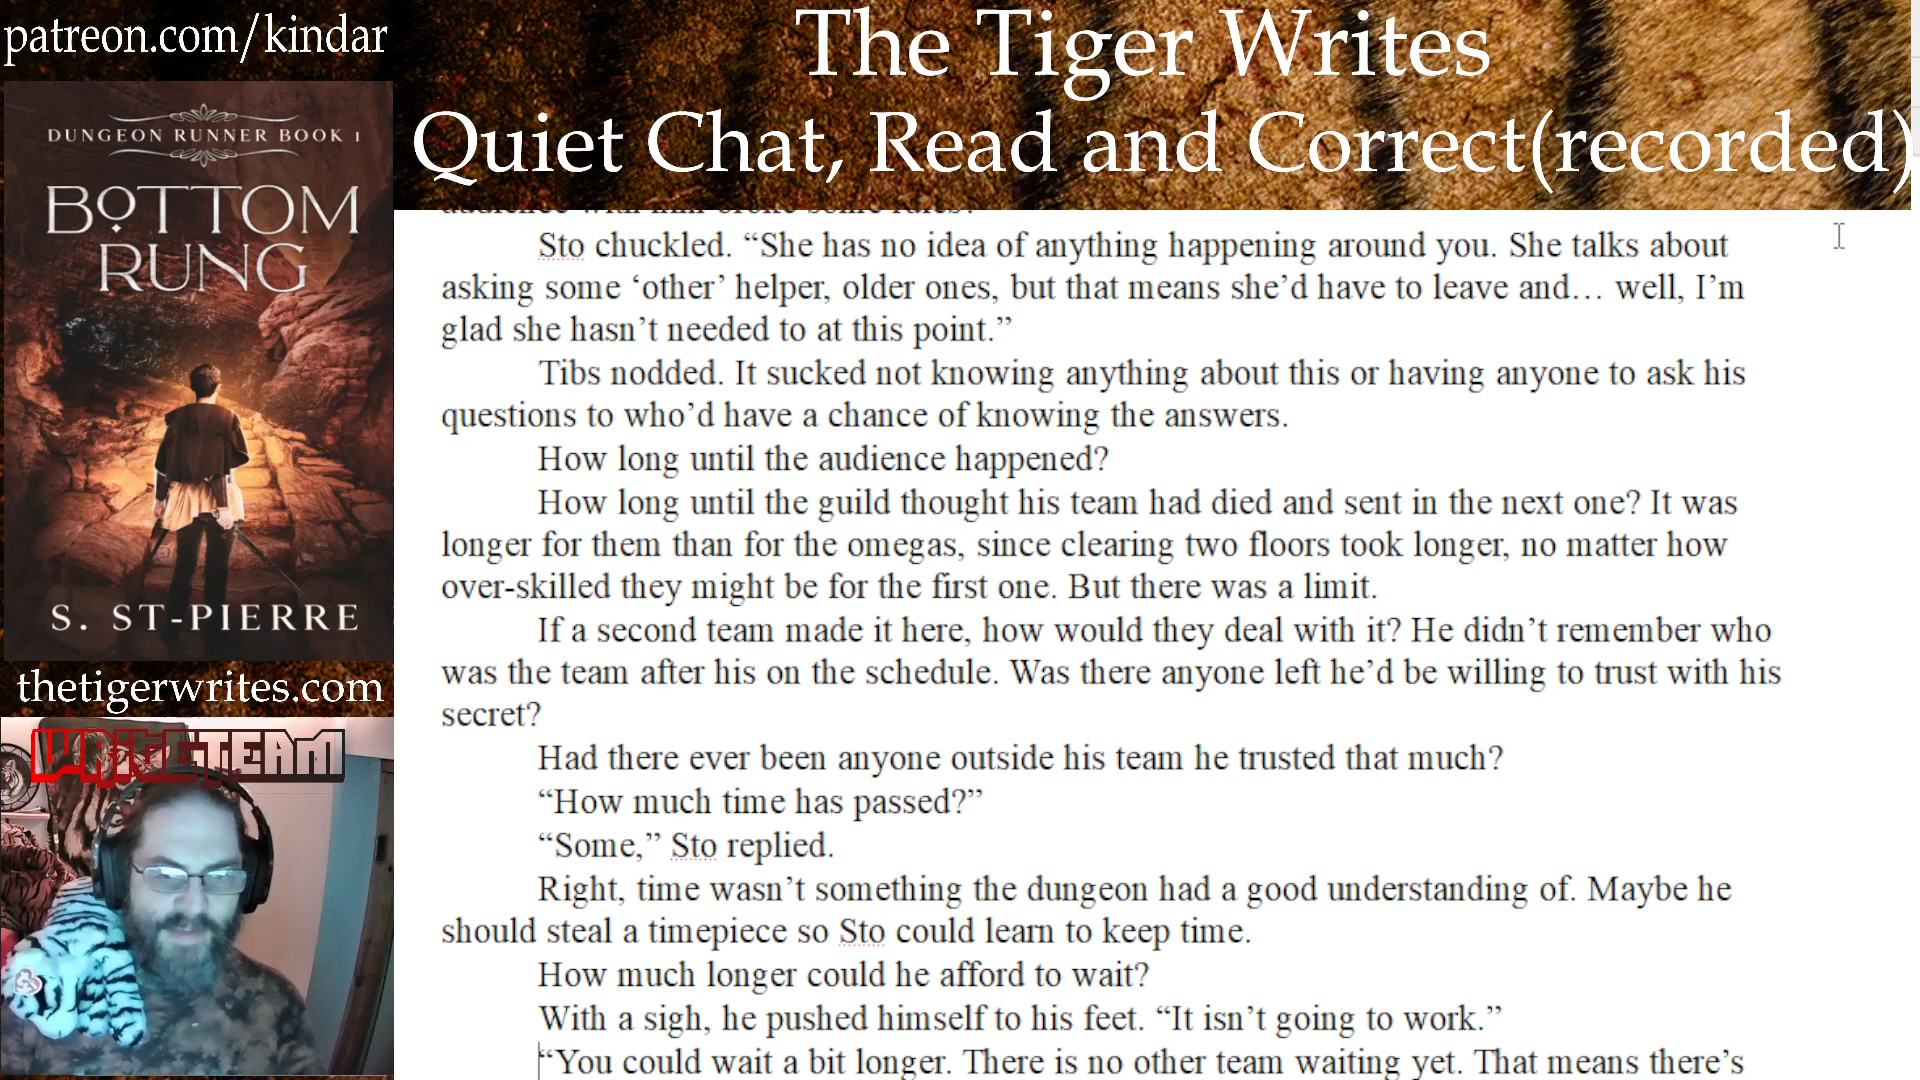 patreon.com/kindar
The Tiger Writes
Quiet Chat, Read and Correct(recorded)
DUNGEON RUNNER BOOK 1
BOTTOM
RUNG
S. ST-PIERRE
thetigerwrites.com
WRITETEAM
Sto chuckled. “She has no idea of anything happening around you. She talks about
asking some ‘other’ helper, older ones, but that means she’d have to leave and… well, I’m
glad she hasn’t needed to at this point.”
Tibs nodded. It sucked not knowing anything about this or having anyone to ask his
questions to who’d have a chance of knowing the answers.
How long until the audience happened?
How long until the guild thought his team had died and sent in the next one? It was
longer for them than for the omegas, since clearing two floors took longer, no matter how
over-skilled they might be for the first one. But there was a limit.
If a second team made it here, how would they deal with it? He didn’t remember who
was the team after his on the schedule. Was there anyone left he’d be willing to trust with his
secret?
Had there ever been anyone outside his team he trusted that much?
“How much time has passed?”
“Some,” Sto replied.
Right, time wasn’t something the dungeon had a good understanding of. Maybe he
should steal a timepiece so Sto could learn to keep time.
How much longer could he afford to wait?
With a sigh, he pushed himself to his feet. “It isn’t going to work.”
“You could wait a bit longer. There is no other team waiting yet. That means there’s